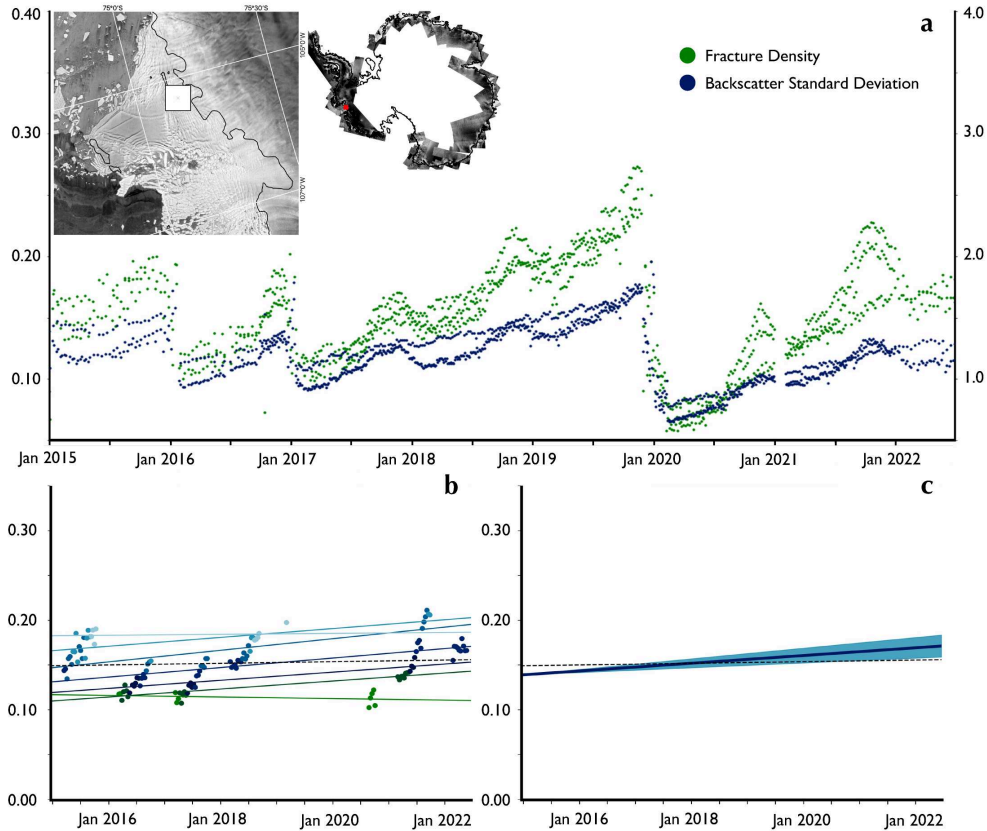 0.40
75°0'S
75°30'S
a
4.0
105°0'W
Fracture Density
Backscatter Standard Deviation
0.30
3.0
107°0'W
0.20
2.0
0.10
1.0
Jan 2015 Jan 2016 Jan 2017 Jan 2018 Jan 2019 Jan 2020 Jan 2021 Jan 2022
b
c
0.30
0.30
0.20
0.20
0.10
0.10
0.00
0.00
Jan 2016 Jan 2018 Jan 2020 Jan 2022
Jan 2016 Jan 2018 Jan 2020 Jan 2022